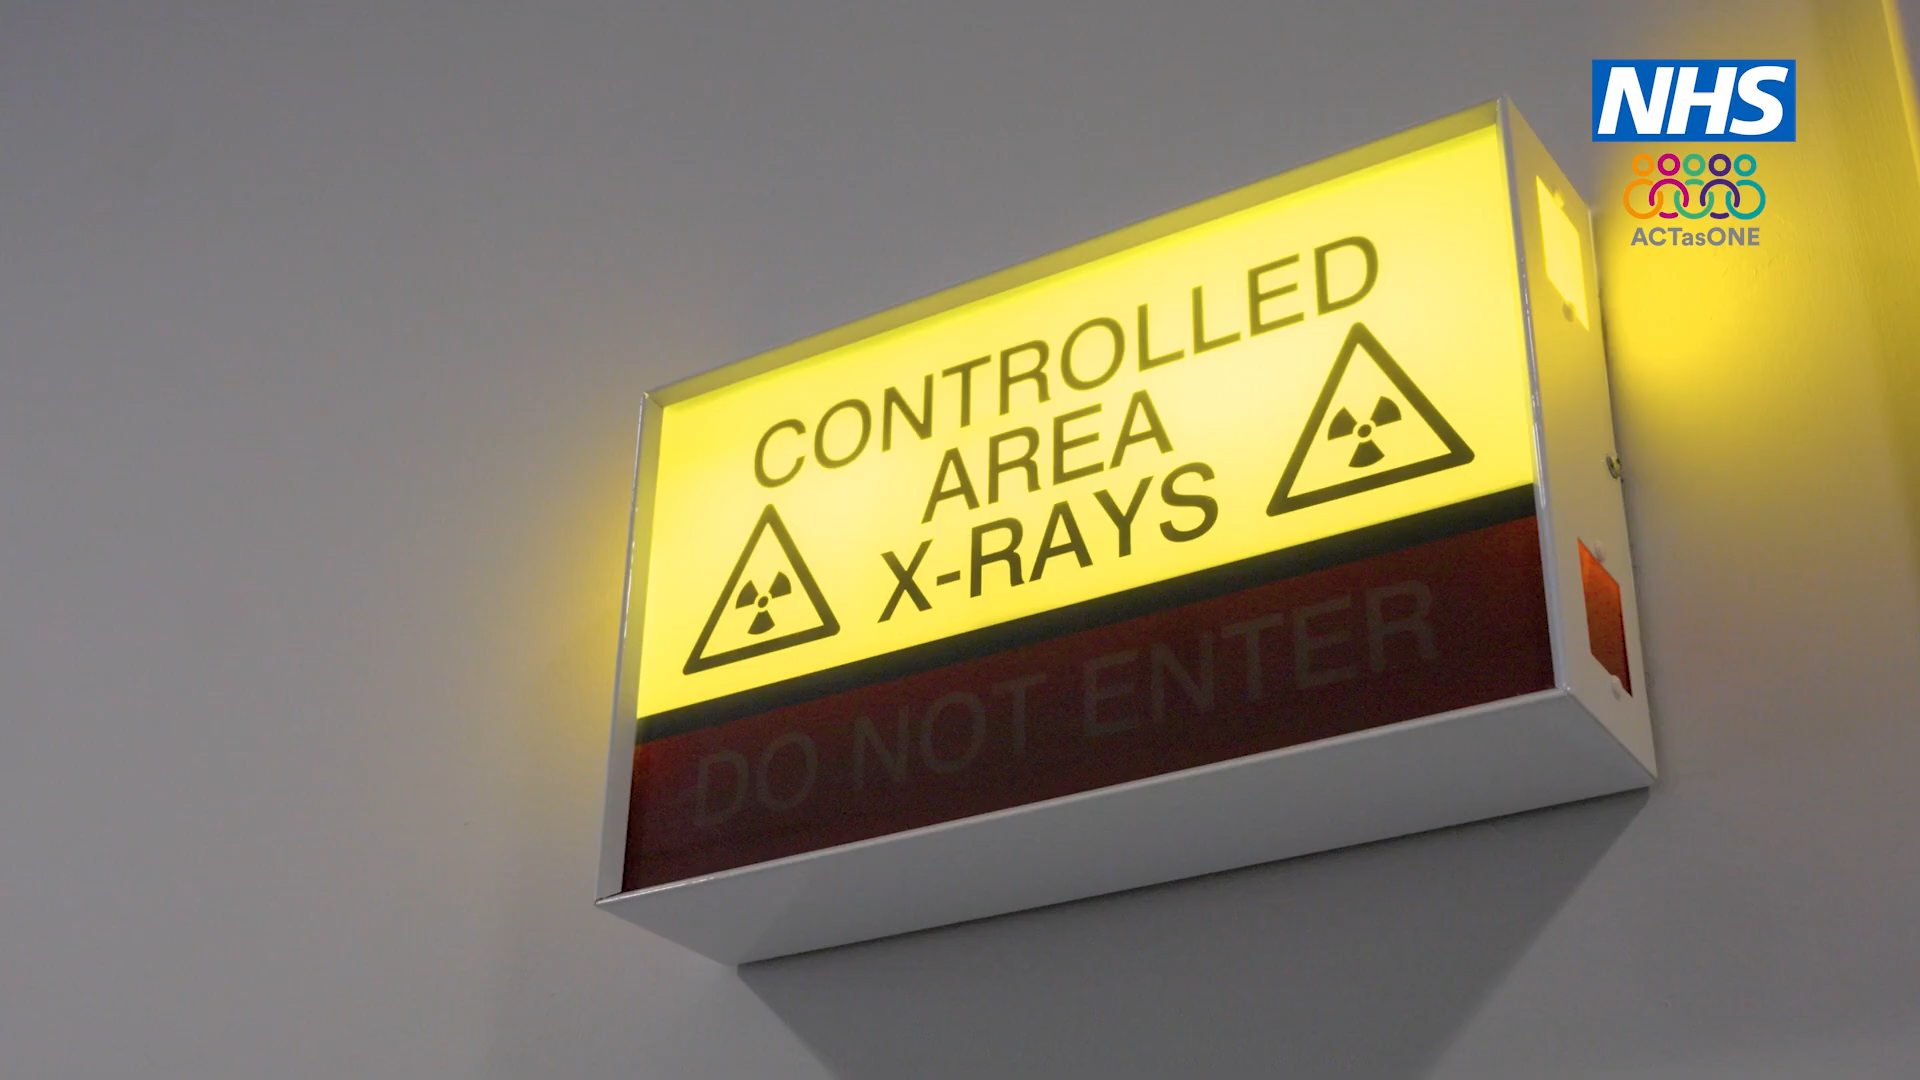 NHS
ACTasONE
CONTROLLED
AREA
X-RAYS
DO NOT ENTER